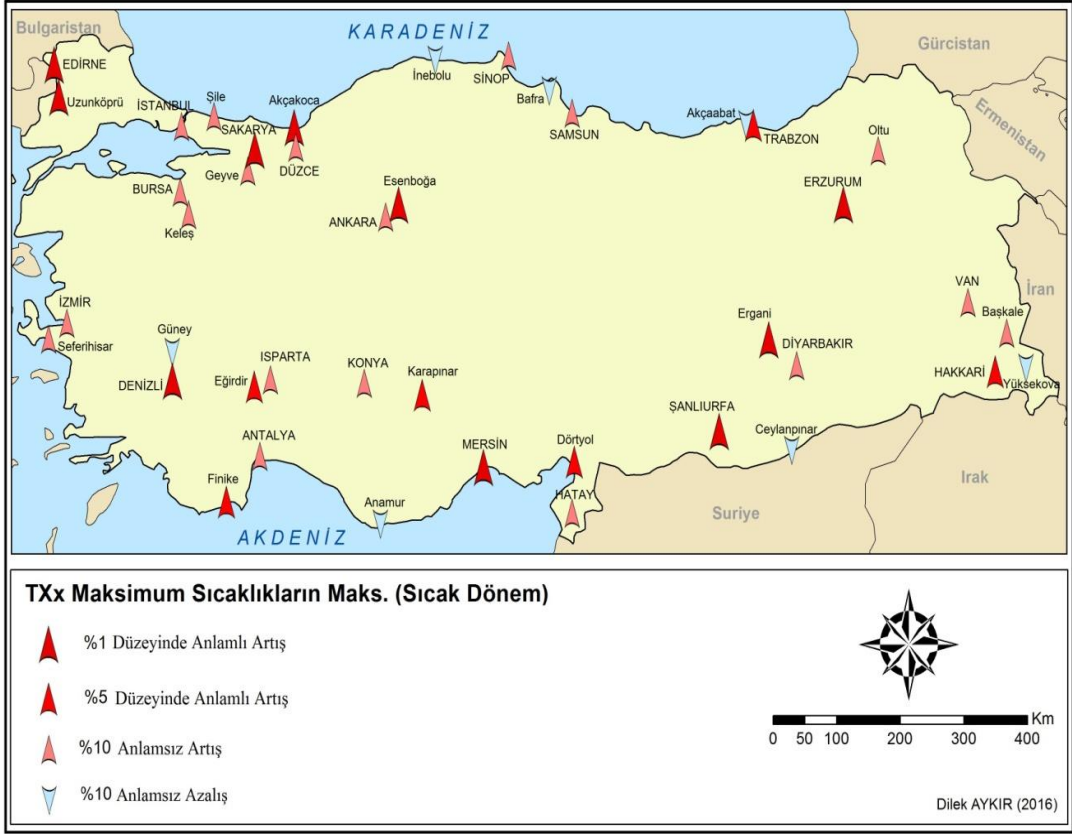 Bulgaristan
KARADENİZ
Gürcistan
EDİRNE
İnebolu
SİNOP
Ermenistan
Uzunköprü
İSTANBUL
Şile
Akçakoca
Bafra
SAMSUN
Akçaabat
TRABZON
Oltu
SAKARYA
Geyve
DÜZCE
BURSA
Keleş
Esenboğa
ANKARA
ERZURUM
VAN
İran
Başkale
İZMİR
Seferihisar
Güney
DENİZLİ
Eğirdir
ISPARTA
KONYA
Karapınar
Ergani
DİYARBAKIR
HAKKARİ
Yüksekova
ŞANLIURFA
Ceylanpınar
ANTALYA
MERSİN
Dörtyol
Finike
Anamur
HATAY
Suriye
Irak
AKDENİZ
TXx Maksimum Sıcaklıkların Maks. (Sıcak Dönem)
%1 Düzeyinde Anlamlı Artış
%5 Düzeyinde Anlamlı Artış
%10 Anlamsız Artış
%10 Anlamsız Azalış
Km
0 50 100 200 300 400
Dilek AYKIR (2016)